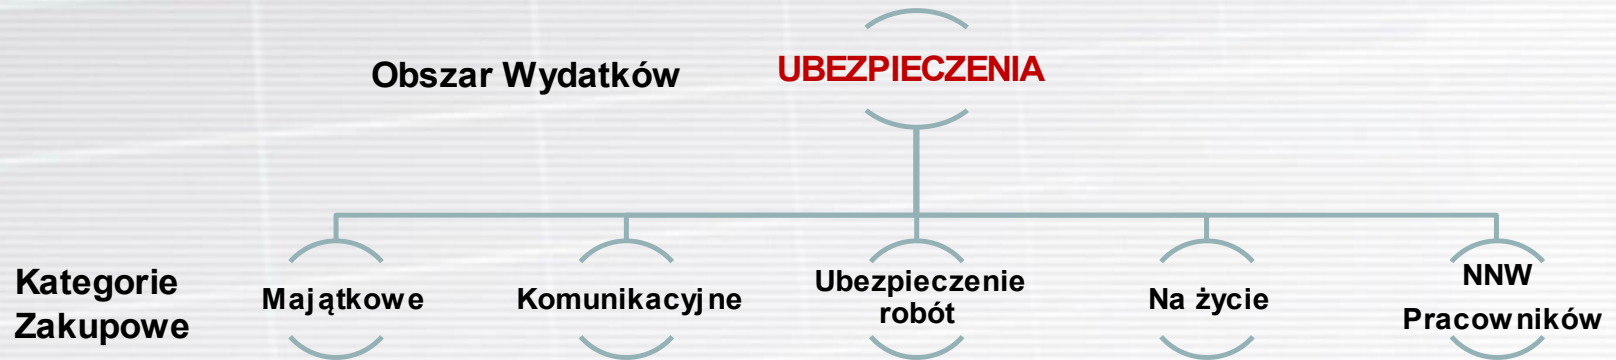 Obszar Wydatków
UBEZPIECZENIA
Kategorie
Zakupowe
Majątkowe
Komunikacyjne
Ubezpieczenie
robót
Na życie
NNW
Pracowników